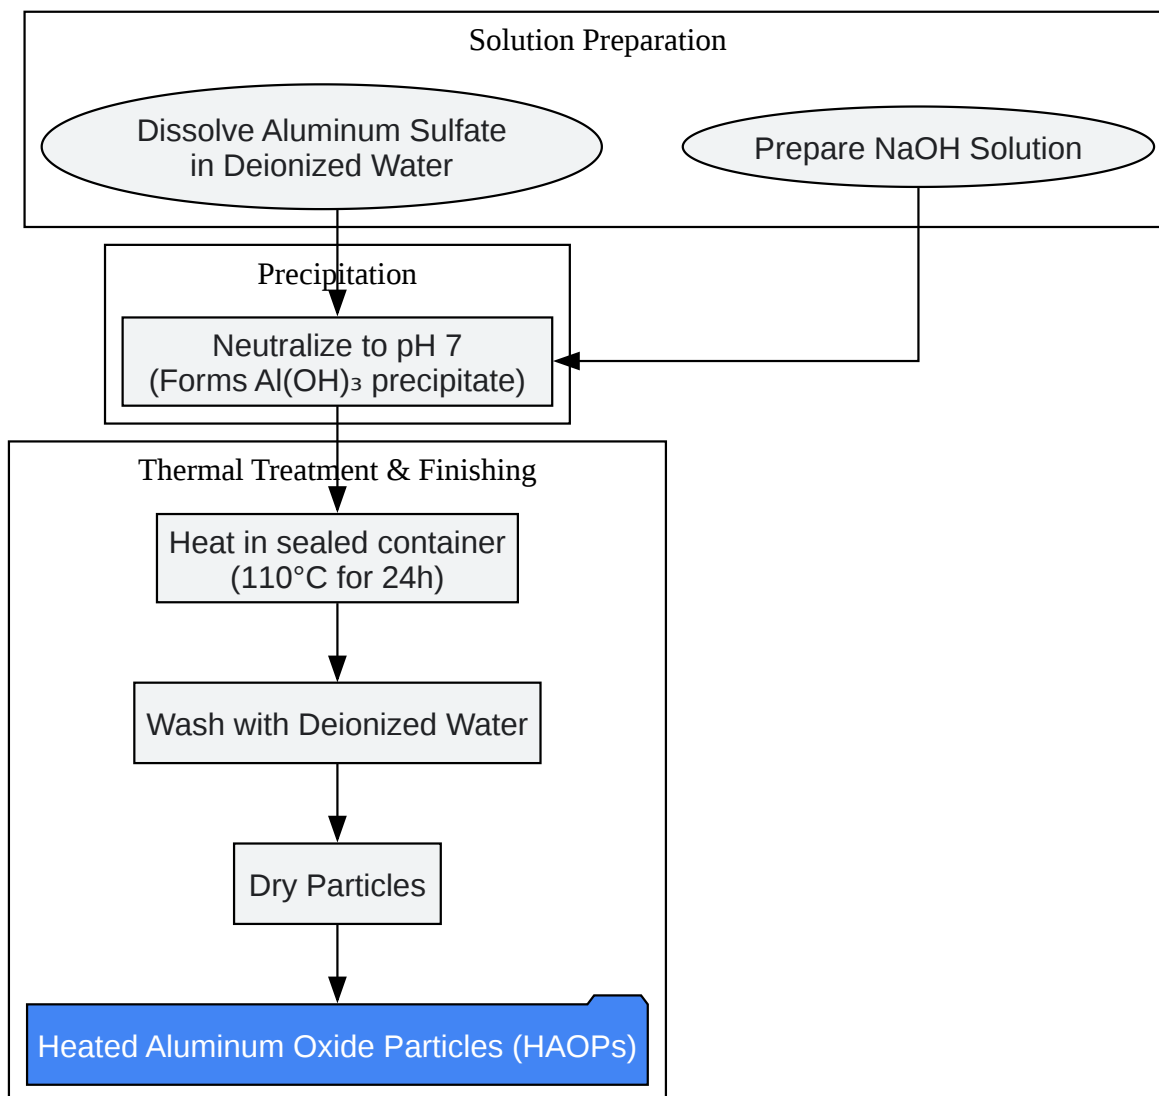 Solution Preparation
Dissolve Aluminum Sulfate
in Deionized Water
Prepare NaOH Solution
Precipitation
Neutralize to pH 7
(Forms Al(OH)₃ precipitate)
Thermal Treatment & Finishing
Heat in sealed container
(110°C for 24h)
Wash with Deionized Water
Dry Particles
Heated Aluminum Oxide Particles (HAOPs)